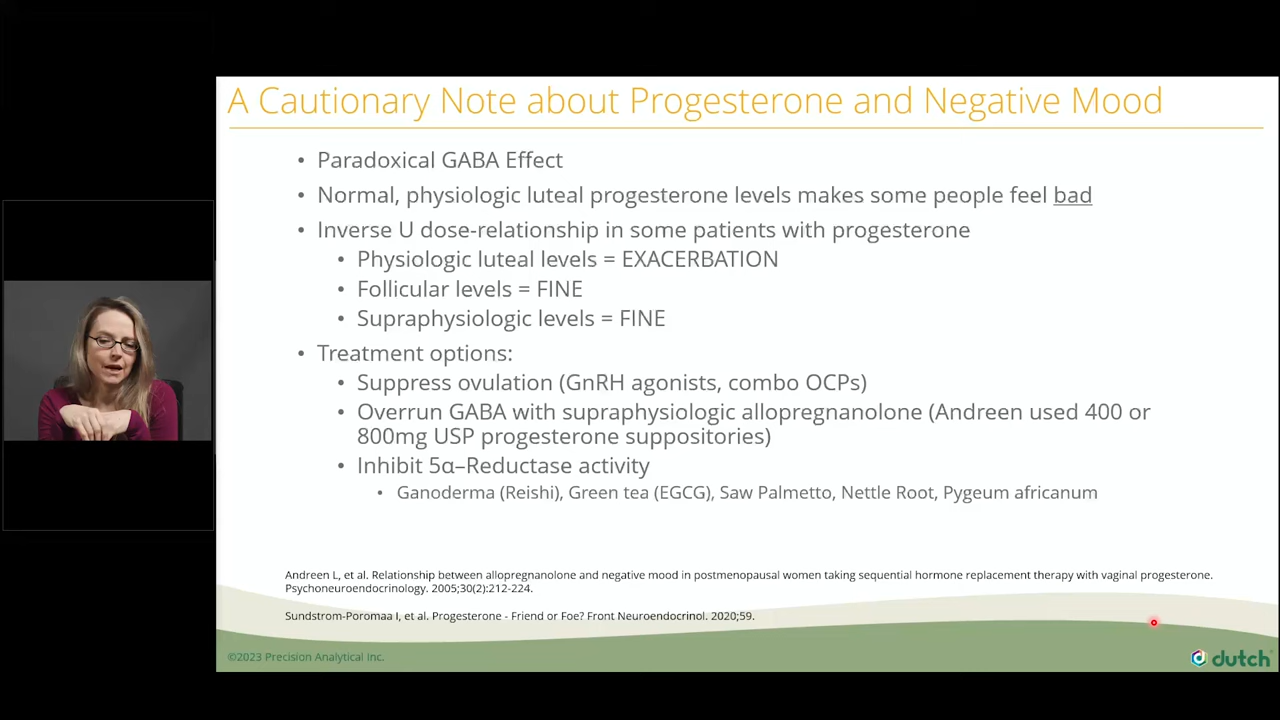 A Cautionary Note about Progesterone and Negative Mood
• Paradoxical GABA Effect
• Normal, physiologic luteal progesterone levels makes some people feel bad
• Inverse U dose-relationship in some patients with progesterone
• Physiologic luteal levels = EXACERBATION
• Follicular levels = FINE
• Supraphysiologic levels = FINE
• Treatment options:
• Suppress ovulation (GnRH agonists, combo OCPs)
• Overrun GABA with supraphysiologic allopregnanolone (Andreen used 400 or
800mg USP progesterone suppositories)
• Inhibit 5α–Reductase activity
• Ganoderma (Reishi), Green tea (EGCG), Saw Palmetto, Nettle Root, Pygeum africanum
Andreen L, et al. Relationship between allopregnanolone and negative mood in postmenopausal women taking sequential hormone replacement therapy with vaginal progesterone.
Psychoneuroendocrinology. 2005;30(2):212-224.
Sundstrom-Poromaa I, et al. Progesterone - Friend or Foe? Front Neuroendocrinol. 2020;59.
©2023 Precision Analytical Inc.
dutch